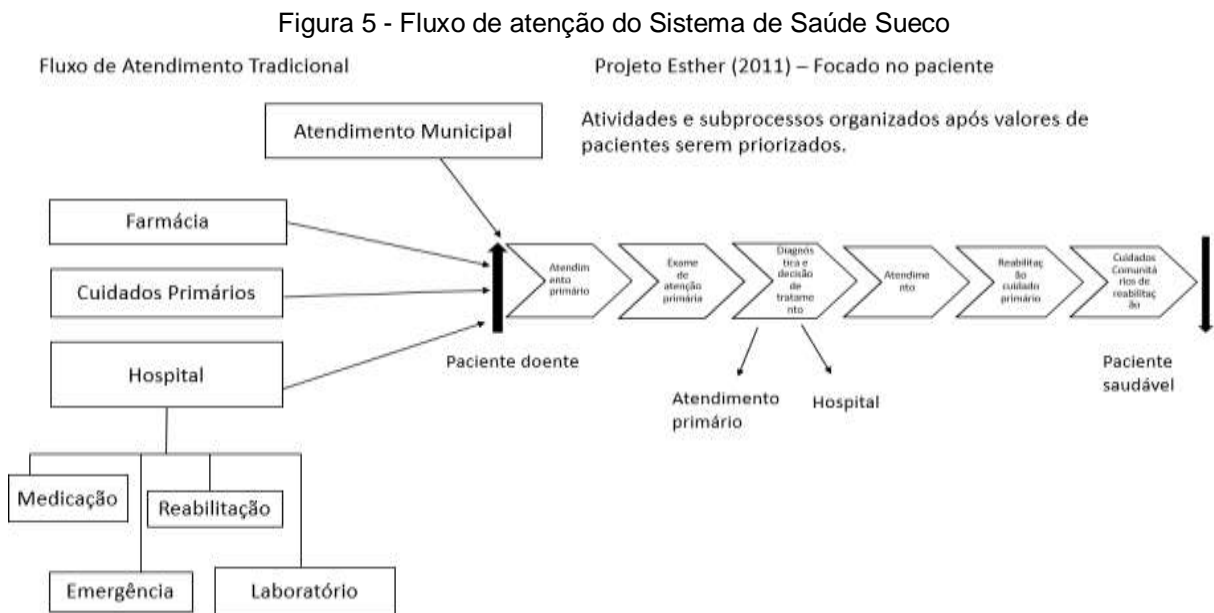 Figura 5 - Fluxo de atenção do Sistema de Saúde Sueco
Fluxo de Atendimento Tradicional
Projeto Esther (2011) – Focado no paciente
Atividades e subprocessos organizados após valores de
pacientes serem priorizados.
Atendimento Municipal
Farmácia
Cuidados Primários
Hospital
Medicação
Reabilitação
Emergência
Laboratório
Paciente doente
Atendim
ento
primário
Exame
de
atenção
primária
Diagnós
tica e
decisão
de
tratame
nto
Atendime
nto
Reabilitaç
ão
cuidado
primário
Cuidados
Comunitá
rios de
reabilitaç
ão
Atendimento
primário
Hospital
Paciente
saudável